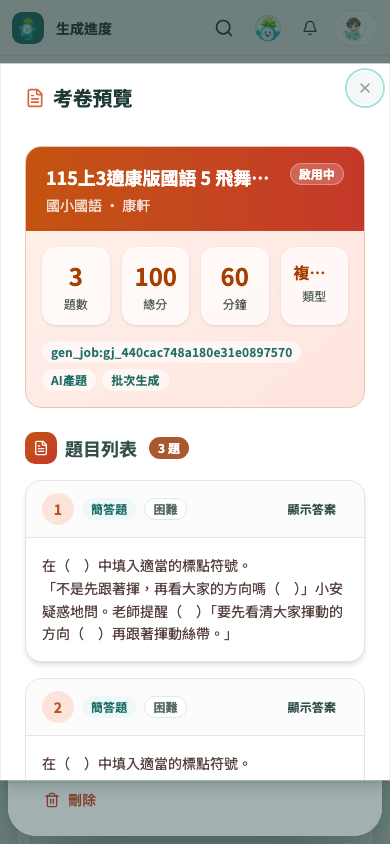 生成進度
考卷預覽
115上3適康版國語 5 飛舞…
啟用中
國小國語 • 康軒
3
題數
100
總分
60
分鐘
複…
類型
gen_job:gj_440cac748a180e31e0897570
AI產題
批次生成
題目列表
3 題
1
簡答題
困難
顯示答案
在（　）中填入適當的標點符號。
「不是先跟著揮，再看大家的方向嗎（　）」小安
疑惑地問。老師提醒（　）「要先看清大家揮動的
方向（　）再跟著揮動絲帶。」
2
簡答題
困難
顯示答案
在（　）中填入適當的標點符號。
刪除